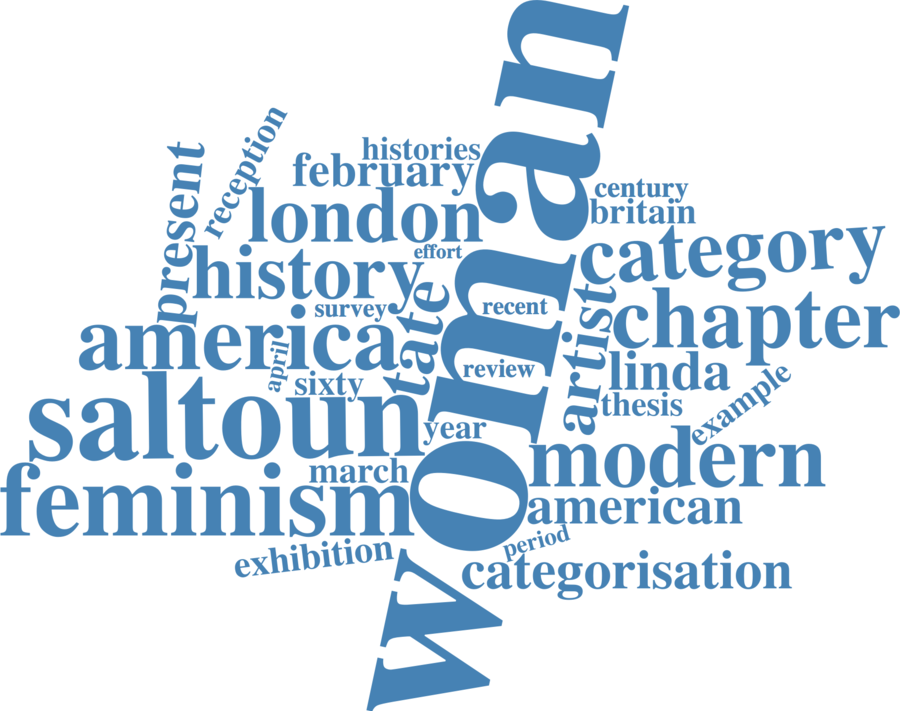 woman
reception
present
histories
february
london
century
britain
effort
history
category
survey
tate
recent
artist
chapter
america
april
sixty
review
linda
saltoun
thesis
example
year
modern
march
feminism
american
exhibition
period
categorisation